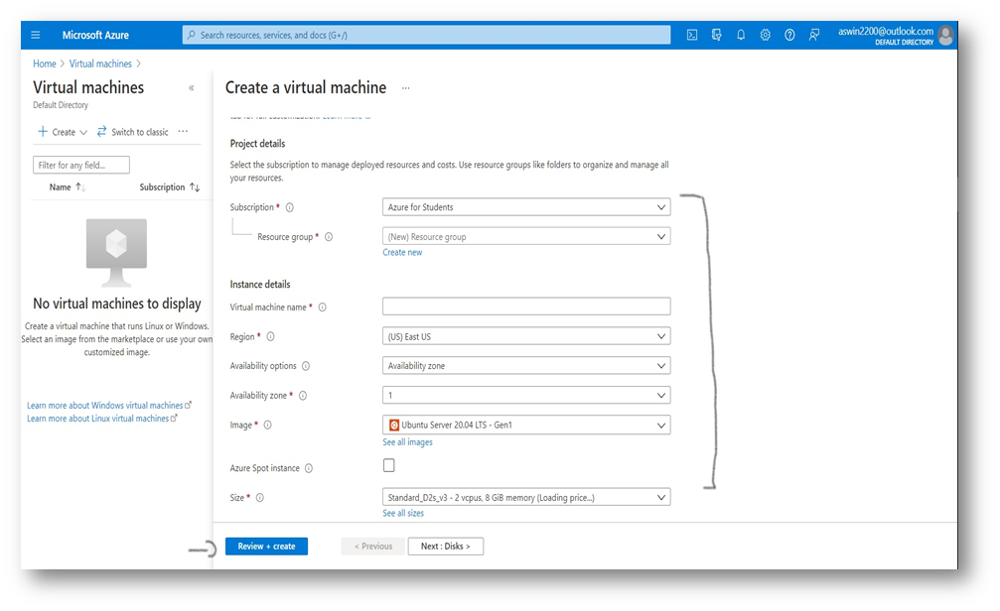 Microsoft Azure
Search resources, services, and docs (G+/)
aswin2200@outlook.com
DEFAULT DIRECTORY
Home > Virtual machines >
Virtual machines «
Default Directory
+ Create Switch to classic ...
Filter for any field...
Name ↑↓ Subscription ↑↓
No virtual machines to display
Create a virtual machine that runs Linux or Windows.
Select an image from the marketplace or use your own
customized image.
Learn more about Windows virtual machines
Learn more about Linux virtual machines
Create a virtual machine ...
Project details
Select the subscription to manage deployed resources and costs. Use resource groups like folders to organize and manage all
your resources.
Subscription * Azure for Students
Resource group * (New) Resource group
Create new
Instance details
Virtual machine name *
Region * (US) East US
Availability options Availability zone
Availability zone * 1
Image * Ubuntu Server 20.04 LTS - Gen1
See all images
Azure Spot instance
Size * Standard_D2s_v3 - 2 vcpus, 8 GiB memory (Loading price...)
See all sizes
Review + create < Previous Next : Disks >